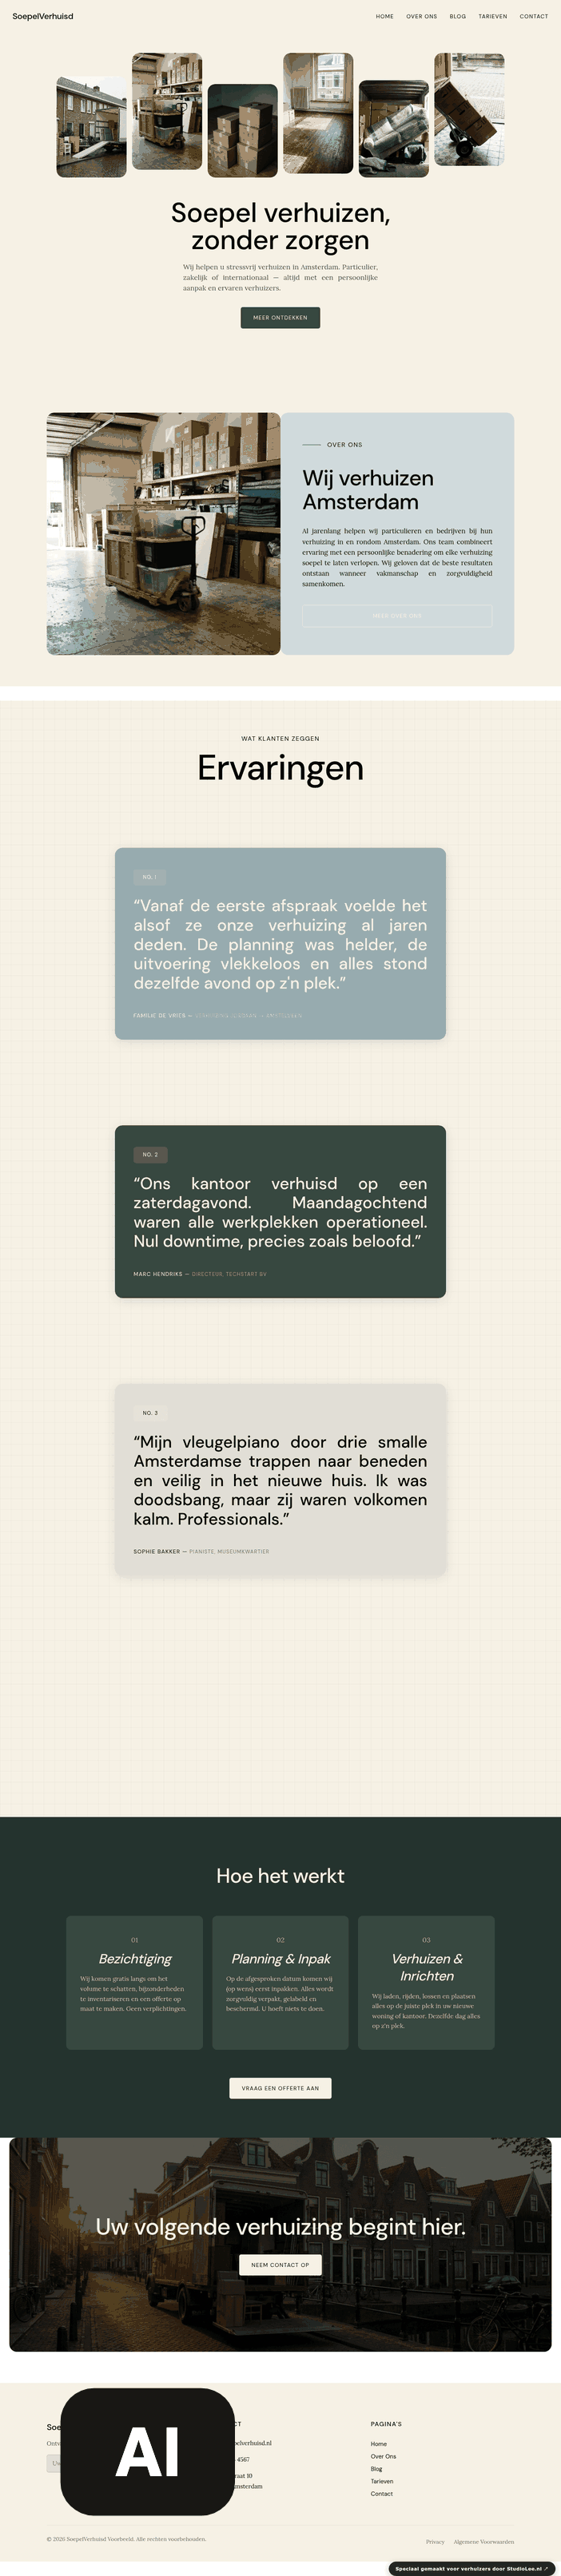 SoepelVerhuisd
HOME OVER ONS BLOG TARIEVEN CONTACT
Soepel verhuizen,
zonder zorgen
Wij helpen u stressvrij verhuizen in Amsterdam. Particulier,
zakelijk of internationaal — altijd met een persoonlijke
aanpak en ervaren verhuizers.
MEER ONTDEKKEN
OVER ONS
Wij verhuizen
Amsterdam
Al jarenlang helpen wij particulieren en bedrijven bij hun
verhuizing in en rondom Amsterdam. Ons team combineert
ervaring met een persoonlijke benadering om elke verhuizing
soepel te laten verlopen. Wij geloven dat de beste resultaten
ontstaan wanneer vakmanschap en zorgvuldigheid
samenkomen.
MEER OVER ONS
WAT KLANTEN ZEGGEN
Ervaringen
NO. 1
“Vanaf de eerste afspraak voelde het
alsof ze onze verhuizing al jaren
deden. De planning was helder, de
uitvoering vlekkeloos en alles stond
dezelfde avond op z'n plek.”
FAMILIE DE VRIES —
NO. 2
“Ons kantoor verhuisd op een
zaterdagavond. Maandagochtend
waren alle werkplekken operationeel.
Nul downtime, precies zoals beloofd.”
MARC HENDRIKS — DIRECTEUR, TECHSTART BV
NO. 3
“Mijn vleugelpiano door drie smalle
Amsterdamse trappen naar beneden
en veilig in het nieuwe huis. Ik was
doodsbang, maar zij waren volkomen
kalm. Professionals.”
SOPHIE BAKKER — PIANISTE, MUSEUMKWARTIER
Hoe het werkt
01
Bezichtiging
Wij komen gratis langs om het
volume te schatten, bijzonderheden
te inventariseren en een offerte op
maat te maken. Geen verplichtingen.
02
Planning & Inpak
Op de afgesproken datum komen wij
(op wens) eerst inpakken. Alles wordt
zorgvuldig verpakt, gelabeld en
beschermd. U hoeft niets te doen.
03
Verhuizen &
Inrichten
Wij laden, rijden, lossen en plaatsen
alles op de juiste plek in uw nieuwe
woning of kantoor. Dezelfde dag alles
op z'n plek.
VRAAG EEN OFFERTE AAN
Uw volgende verhuizing begint hier.
NEEM CONTACT OP
AI
PAGINA'S
Home
Over Ons
Blog
Tarieven
Contact
© 2026 SoepelVerhuisd Voorbeeld. Alle rechten voorbehouden.
Privacy Algemene Voorwaarden
Speciaal gemaakt voor verhuizers door StudioLeo.nl ↗